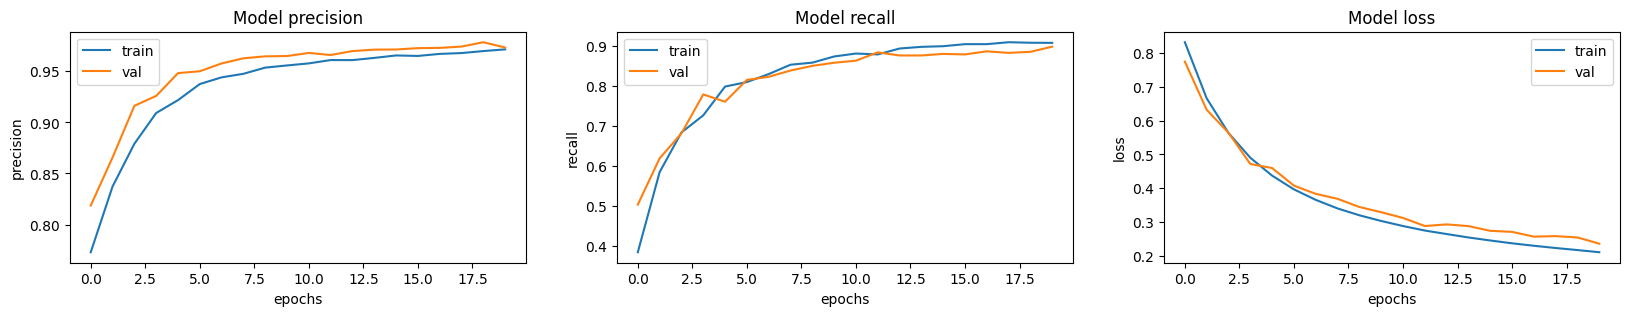 Model precision
train
val
precision
0.95
0.90
0.85
0.80
0.0 2.5 5.0 7.5 10.0 12.5 15.0 17.5
epochs
Model recall
train
val
recall
0.9
0.8
0.7
0.6
0.5
0.4
0.0 2.5 5.0 7.5 10.0 12.5 15.0 17.5
epochs
Model loss
train
val
loss
0.8
0.7
0.6
0.5
0.4
0.3
0.2
0.0 2.5 5.0 7.5 10.0 12.5 15.0 17.5
epochs